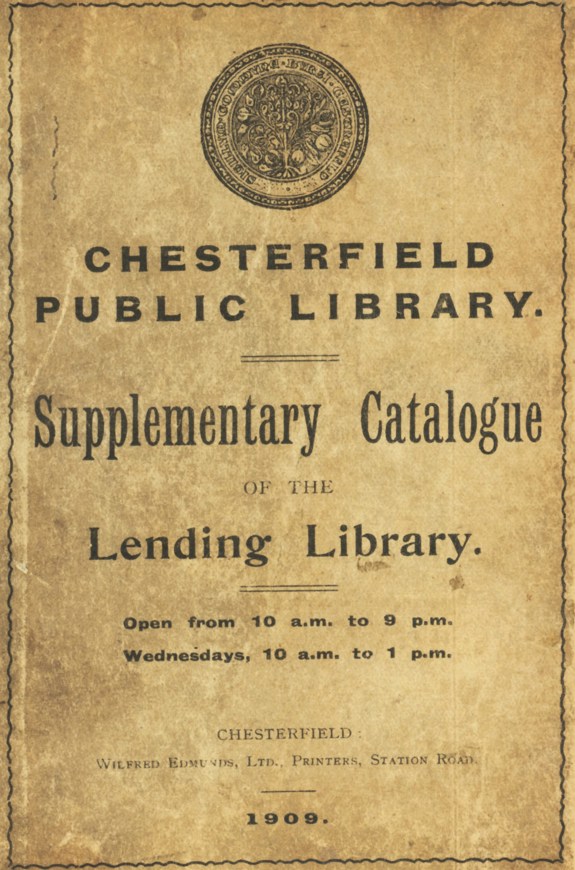 CHESTERFIELD
PUBLIC LIBRARY.
Supplementary Catalogue
OF THE
Lending Library.
Open from 10 a.m. to 9 p.m.
Wednesdays, 10 a.m. to 1 p.m.
CHESTERFIELD:
WILFRED EDMUNDS, LTD., PRINTERS, STATION ROAD.
1909.